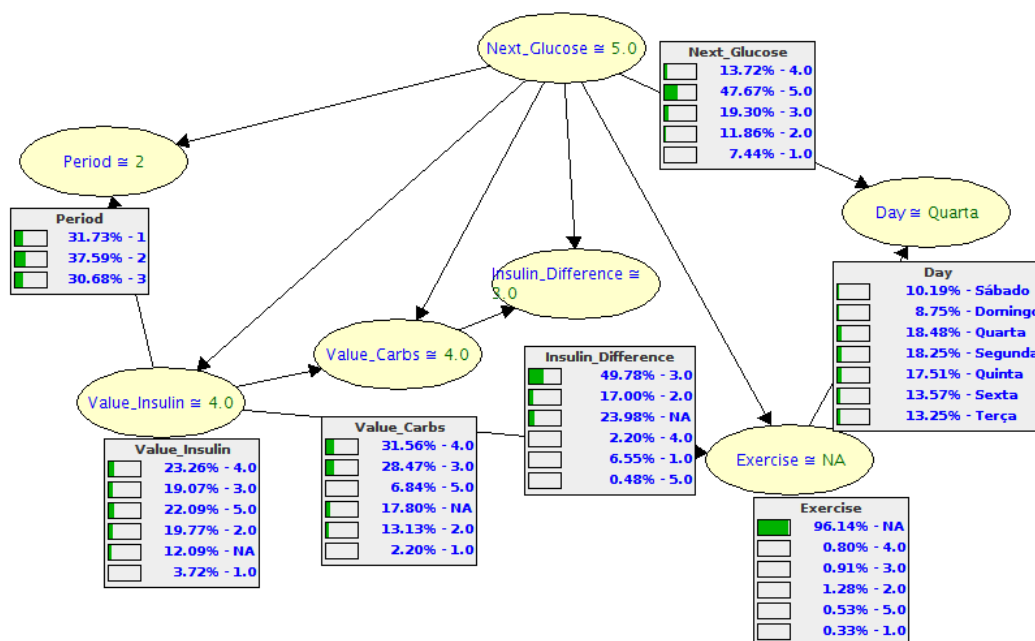 Next_Glucose ≅ 5.0
Next_Glucose
13.72% - 4.0
47.67% - 5.0
19.30% - 3.0
11.86% - 2.0
7.44% - 1.0
Period ≅ 2
Period
31.73% - 1
37.59% - 2
30.68% - 3
Day ≅ Quarta
Day
10.19% - Sábado
8.75% - Domingo
18.48% - Quarta
18.25% - Segunda
17.51% - Quinta
13.57% - Sexta
13.25% - Terça
Insulin_Difference ≅
3.0
Insulin_Difference
49.78% - 3.0
17.00% - 2.0
23.98% - NA
2.20% - 4.0
6.55% - 1.0
0.48% - 5.0
Value_Carbs ≅ 4.0
Value_Carbs
31.56% - 4.0
28.47% - 3.0
6.84% - 5.0
17.80% - NA
13.13% - 2.0
2.20% - 1.0
Value_Insulin ≅ 4.0
Value_Insulin
23.26% - 4.0
19.07% - 3.0
22.09% - 5.0
19.77% - 2.0
12.09% - NA
3.72% - 1.0
Exercise ≅ NA
Exercise
96.14% - NA
0.80% - 4.0
0.91% - 3.0
1.28% - 2.0
0.53% - 5.0
0.33% - 1.0